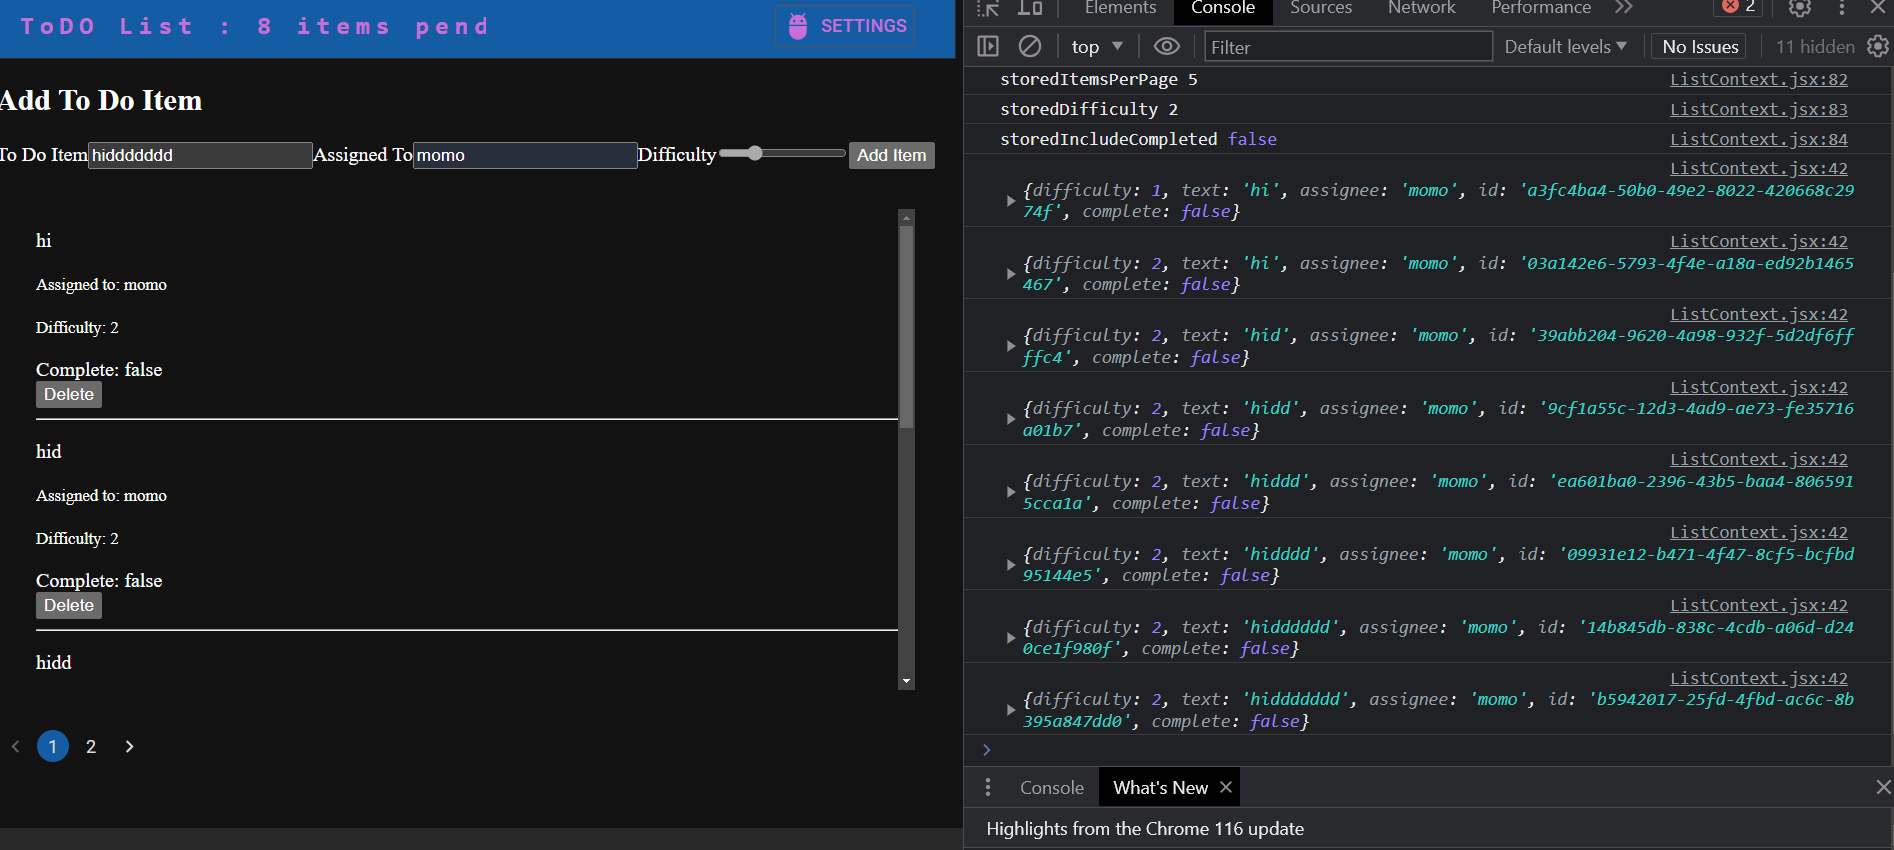 ToDO List : 8 items pend
SETTINGS
Add To Do Item
To Do Item
hiddddddd
Assigned To
momo
Difficulty
Add Item
hi
Assigned to: momo
Difficulty: 2
Complete: false
Delete
hid
Assigned to: momo
Difficulty: 2
Complete: false
Delete
hidd
1 2
Elements Console Sources Network Performance 2
top Filter Default levels No Issues 11 hidden
storedItemsPerPage 5 ListContext.jsx:82
storedDifficulty 2 ListContext.jsx:83
storedIncludeCompleted false ListContext.jsx:84
ListContext.jsx:42
{difficulty: 1, text: 'hi', assignee: 'momo', id: 'a3fc4ba4-50b0-49e2-8022-420668c29
74f', complete: false}
ListContext.jsx:42
{difficulty: 2, text: 'hi', assignee: 'momo', id: '03a142e6-5793-4f4e-a18a-ed92b1465
467', complete: false}
ListContext.jsx:42
{difficulty: 2, text: 'hid', assignee: 'momo', id: '39abb204-9620-4a98-932f-5d2df6ff
ffc4', complete: false}
ListContext.jsx:42
{difficulty: 2, text: 'hidd', assignee: 'momo', id: '9cf1a55c-12d3-4ad9-ae73-fe35716
a01b7', complete: false}
ListContext.jsx:42
{difficulty: 2, text: 'hiddd', assignee: 'momo', id: 'ea601ba0-2396-43b5-baa4-806591
5cca1a', complete: false}
ListContext.jsx:42
{difficulty: 2, text: 'hidddd', assignee: 'momo', id: '09931e12-b471-4f47-8cf5-bcfbd
95144e5', complete: false}
ListContext.jsx:42
{difficulty: 2, text: 'hidddddd', assignee: 'momo', id: '14b845db-838c-4cdb-a06d-d24
0ce1f980f', complete: false}
ListContext.jsx:42
{difficulty: 2, text: 'hiddddddd', assignee: 'momo', id: 'b5942017-25fd-4fbd-ac6c-8b
395a847dd0', complete: false}
Console What's New
Highlights from the Chrome 116 update